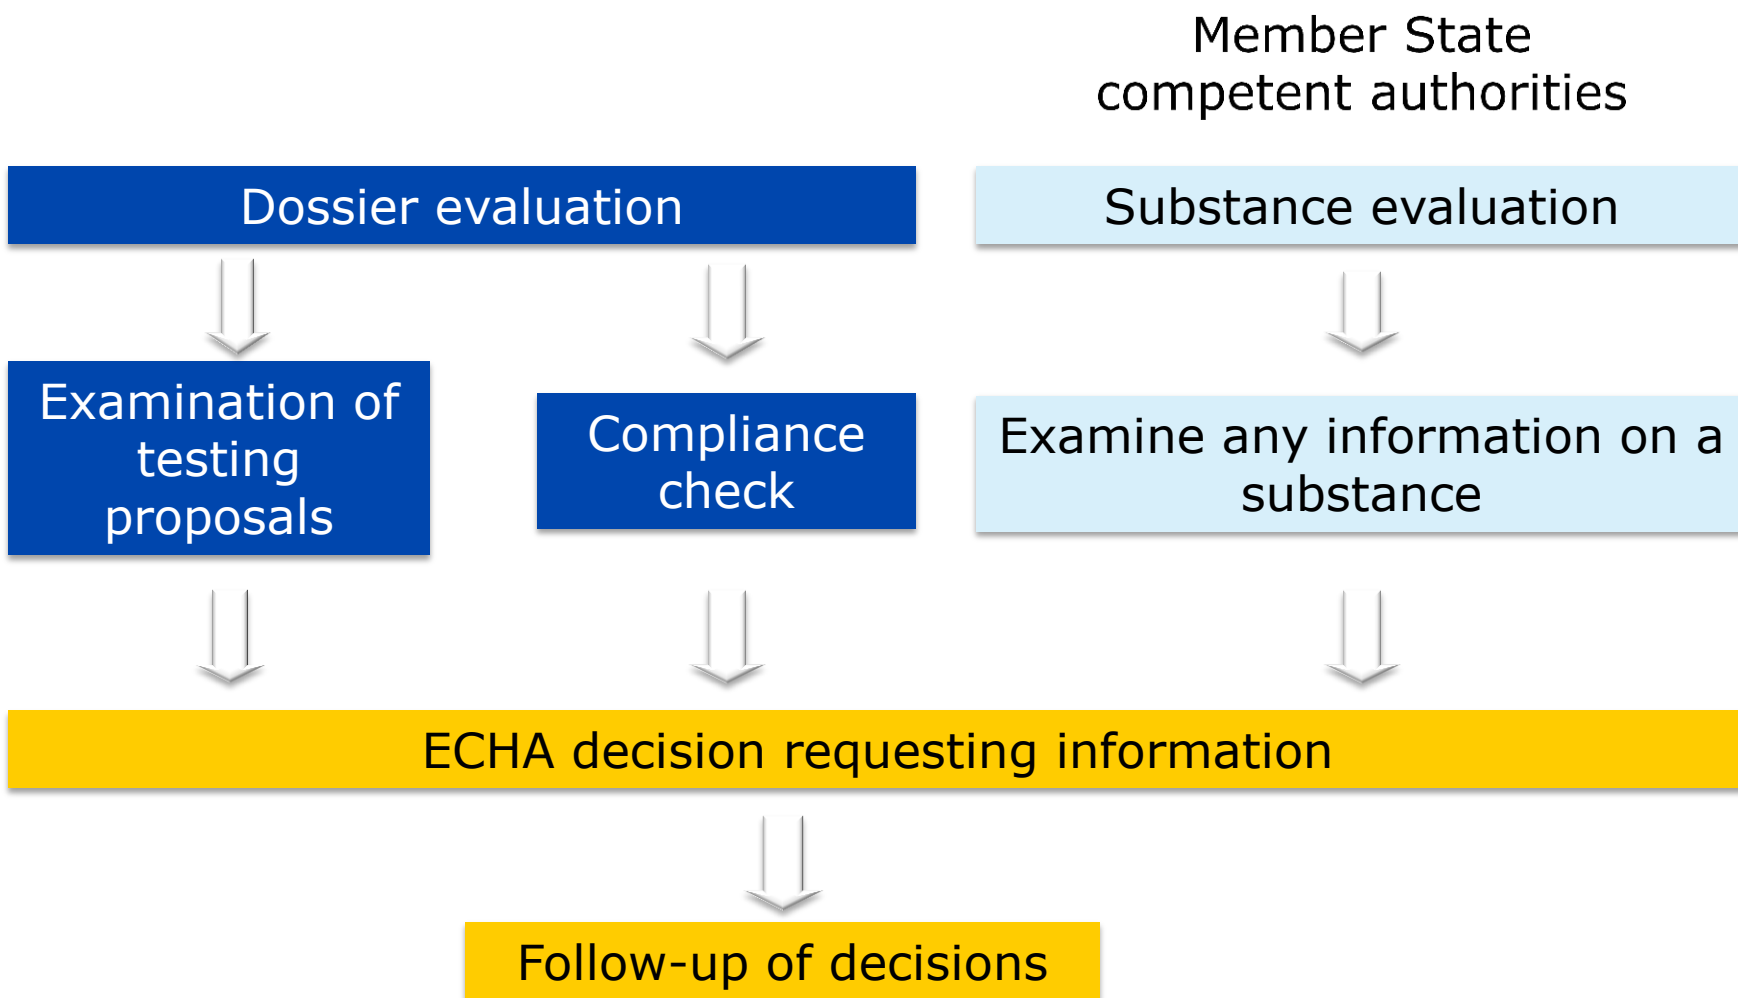 Member State
competent authorities
Dossier evaluation
Substance evaluation
Examination of
testing
proposals
Compliance
check
Examine any information on a
substance
ECHA decision requesting information
Follow-up of decisions